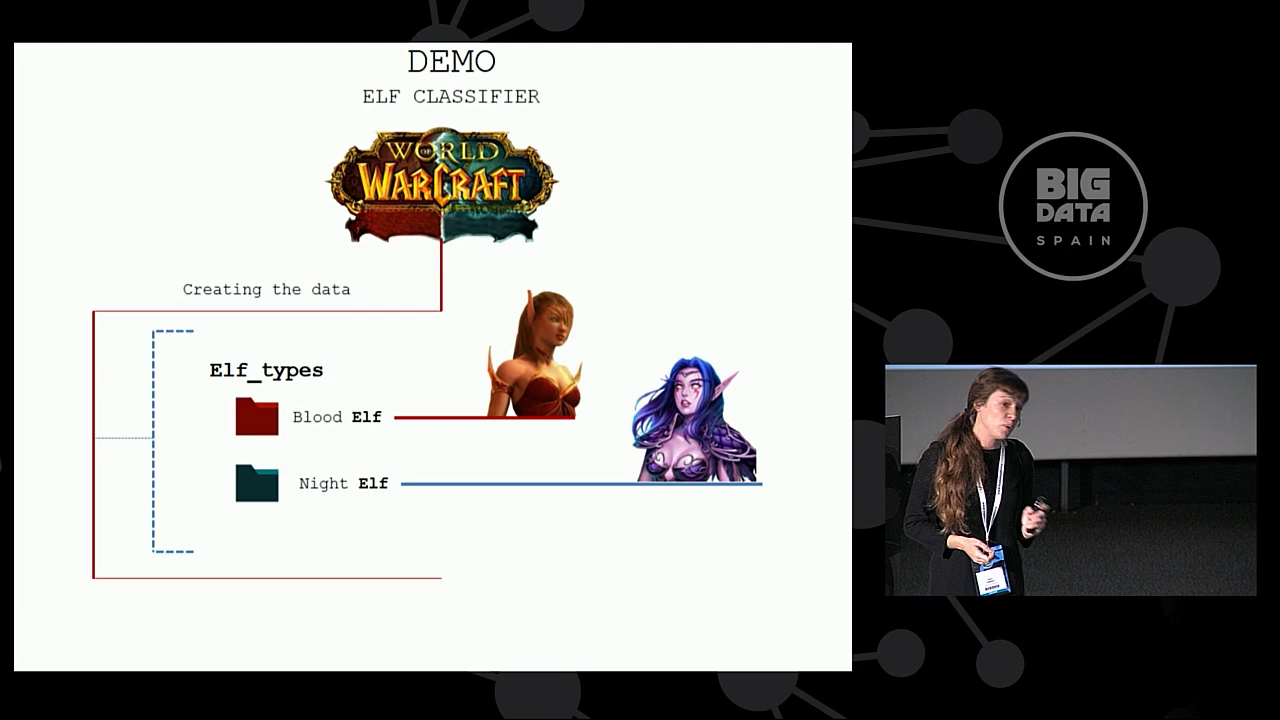 DEMO
ELF CLASSIFIER
WORLD
OF
WARCRAFT
Creating the data
Elf_types
Blood Elf
Night Elf
BIG
DATA
SPAIN